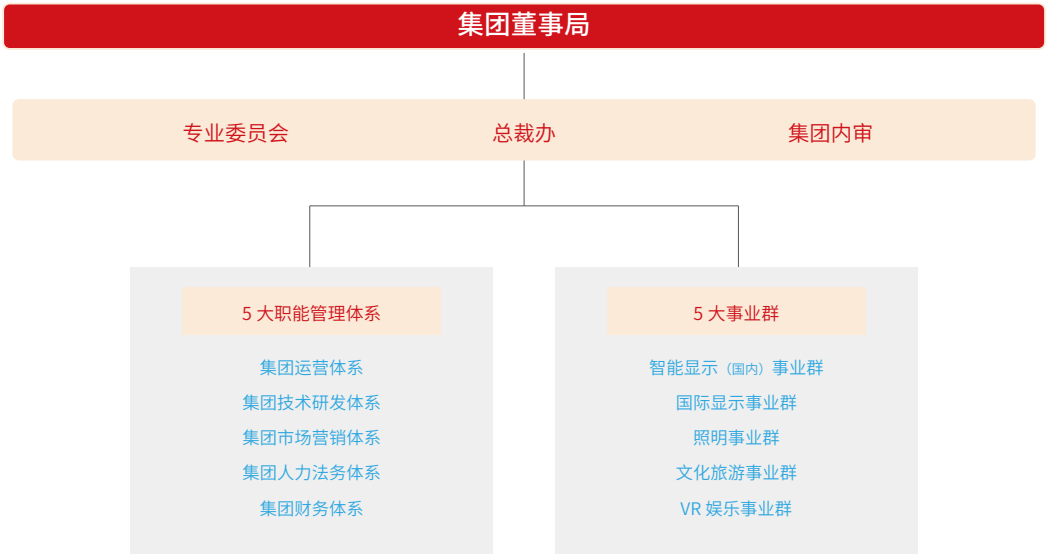 集团董事局
专业委员会 总裁办 集团内审
5 大职能管理体系
集团运营体系
集团技术研发体系
集团市场营销体系
集团人力法务体系
集团财务体系
5 大事业群
智能显示（国内）事业群
国际显示事业群
照明事业群
文化旅游事业群
VR 娱乐事业群